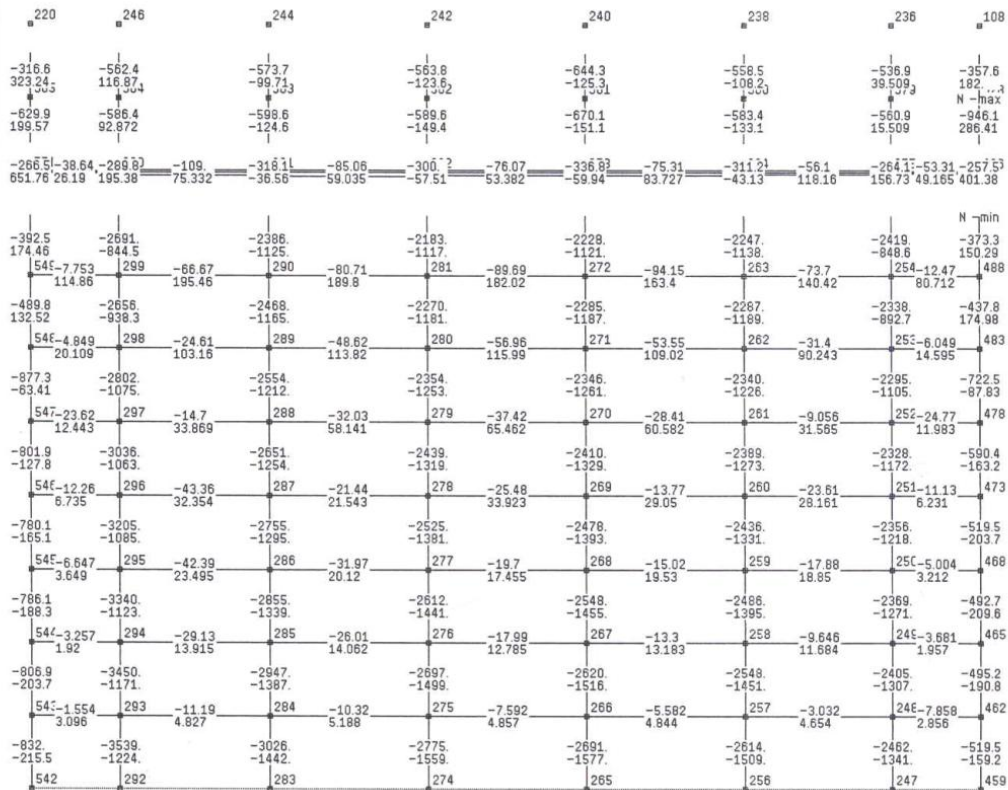 220 246 244 242 240 238 236 108
-316.6 -562.4 -573.7 -563.8 -644.3 -558.5 -536.9 -357.6
323.24 116.87 -99.71 -123.6 -125.3 -108.2 39.509 182.
N -max
-629.9 -586.4 -598.6 -589.6 -670.1 -583.4 -560.9 -946.1
199.57 92.872 -124.6 -149.4 -151.1 -133.1 15.509 286.41
-266.5 -38.64 -289.8 -109. -318.1 -85.06 -300. -76.07 -336.8 -75.31 -311.2 -56.1 -264.1 -53.31 -257.5
651.76 26.19 195.38 75.332 -36.56 59.035 -57.51 53.382 -59.94 83.727 -43.13 118.16 156.73 49.165 401.38
N -min
-392.5 -2691. -2386. -2183. -2228. -2247. -2419. -373.3
174.46 -844.5 -1125. -1117. -1121. -1138. -848.6 150.29
549 -7.753 299 -66.67 290 -80.71 281 -89.69 272 -94.15 263 -73.7 254 -12.47 488
114.86 195.46 189.8 182.02 163.4 140.42 80.712
-489.8 -2656. -2468. -2270. -2285. -2287. -2338. -437.8
132.52 -938.3 -1165. -1181. -1187. -1189. -892.7 174.98
548 -4.849 298 -24.61 289 -48.62 280 -56.96 271 -53.55 262 -31.4 253 -6.049 483
20.109 103.16 113.82 115.99 109.02 90.243 14.595
-877.3 -2802. -2554. -2354. -2346. -2340. -2295. -722.5
-63.41 -1075. -1212. -1253. -1261. -1226. -1105. -87.83
547 -23.62 297 -14.7 288 -32.03 279 -37.42 270 -28.41 261 -9.056 252 -24.77 478
12.443 33.869 58.141 65.462 60.582 31.565 11.983
-801.9 -3036. -2651. -2439. -2410. -2389. -2328. -590.4
-127.8 -1063. -1254. -1319. -1329. -1273. -1172. -163.2
546 -12.26 296 -43.36 287 -21.44 278 -25.48 269 -13.77 260 -23.61 251 -11.13 473
6.735 32.354 21.543 33.923 29.05 28.161 6.231
-780.1 -3205. -2755. -2525. -2478. -2436. -2356. -519.5
-165.1 -1085. -1295. -1381. -1393. -1331. -1218. -203.7
545 -6.647 295 -42.39 286 -31.97 277 -19.7 268 -15.02 259 -17.88 250 -5.004 468
3.649 23.495 20.12 17.455 19.53 18.85 3.212
-786.1 -3340. -2855. -2612. -2548. -2486. -2369. -492.7
-188.3 -1123. -1339. -1441. -1455. -1395. -1271. -209.6
544 -3.257 294 -29.13 285 -26.01 276 -17.99 267 -13.3 258 -9.646 249 -3.681 465
1.92 13.915 14.062 12.785 13.183 11.684 1.957
-806.9 -3450. -2947. -2697. -2620. -2548. -2405. -495.2
-203.7 -1171. -1387. -1499. -1516. -1451. -1307. -190.8
543 -1.554 293 -11.19 284 -10.32 275 -7.592 266 -5.582 257 -3.032 248 -7.858 462
3.096 4.827 5.188 4.857 4.844 4.654 2.856
-832. -3539. -3026. -2775. -2691. -2614. -2462. -519.5
-215.5 -1224. -1442. -1559. -1577. -1509. -1341. -159.2
542 292 283 274 265 256 247 459